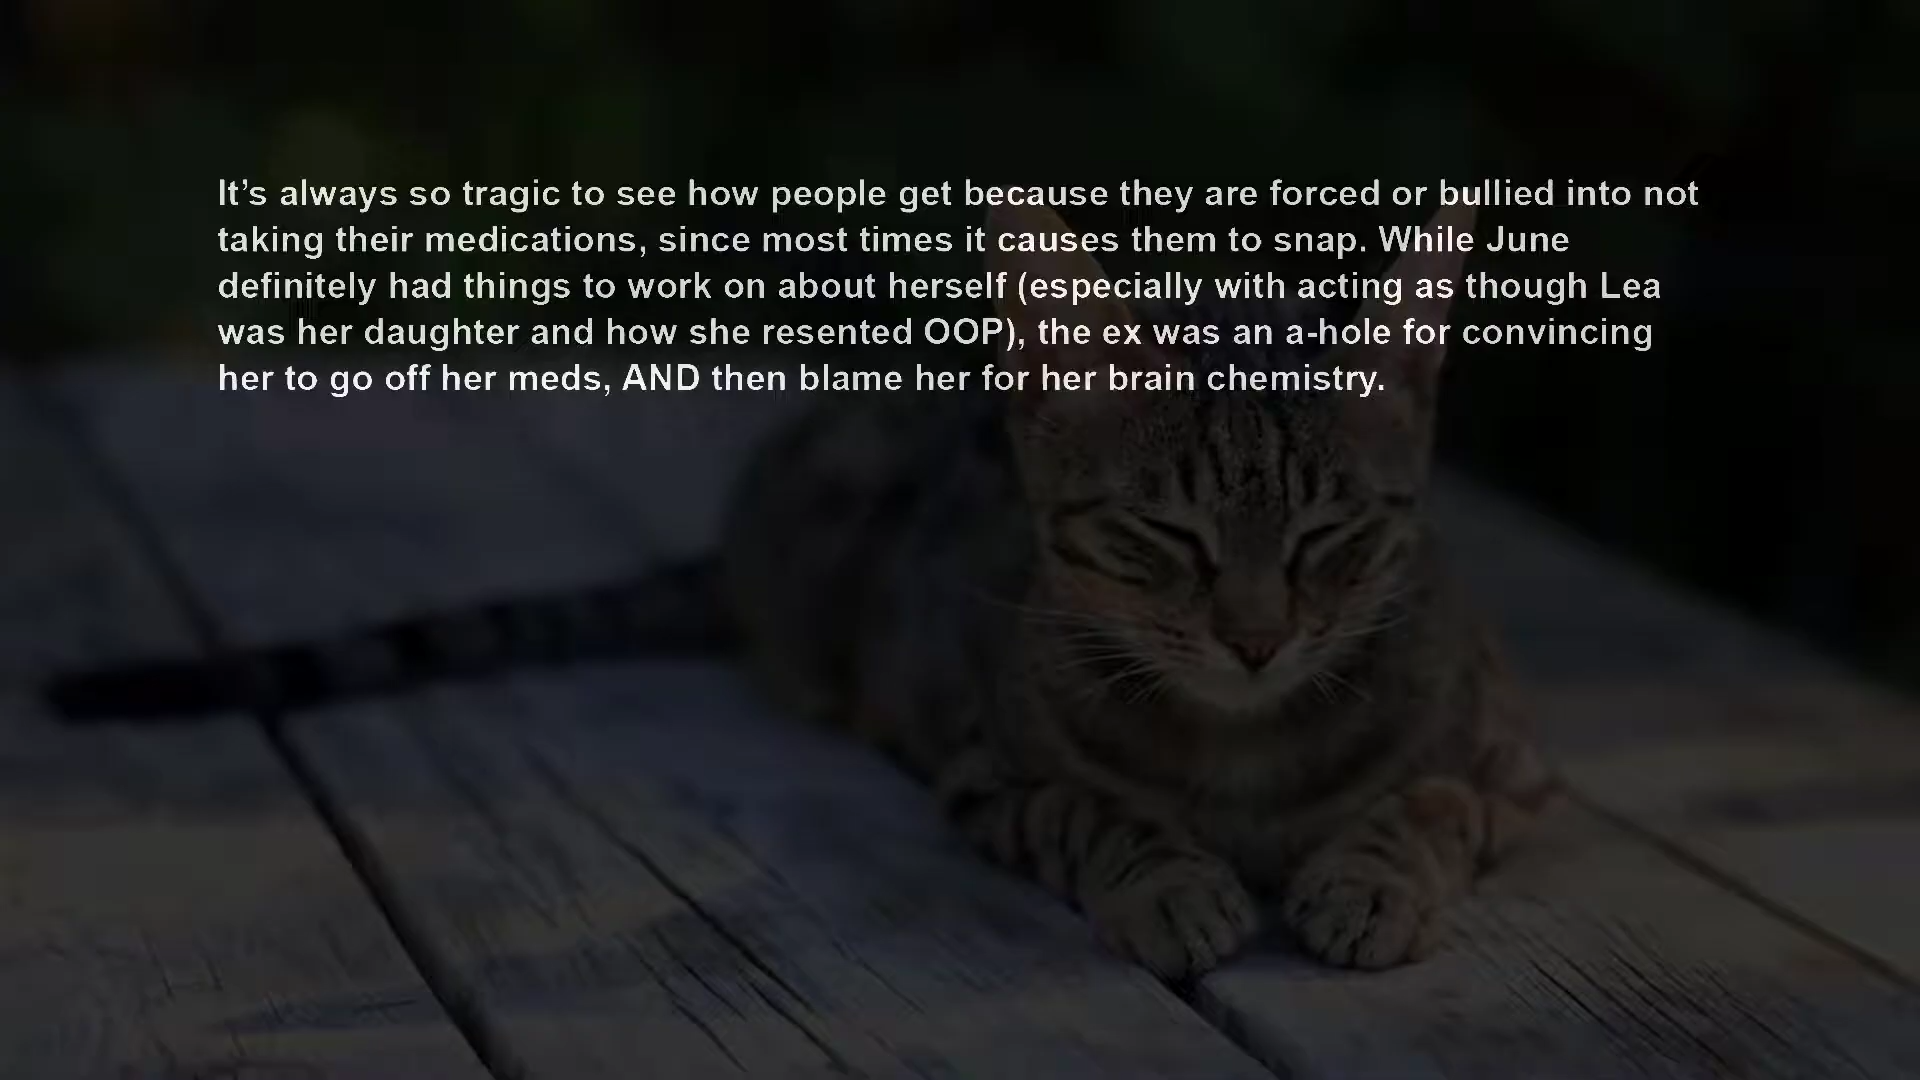 It’s always so tragic to see how people get because they are forced or bullied into not
taking their medications, since most times it causes them to snap. While June
definitely had things to work on about herself (especially with acting as though Lea
was her daughter and how she resented OOP), the ex was an a-hole for convincing
her to go off her meds, AND then blame her for her brain chemistry.